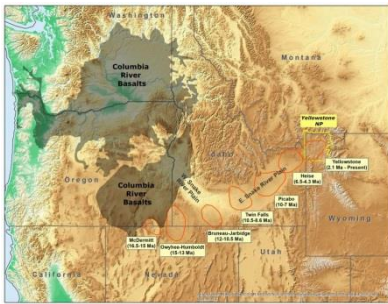 Washington
Montana
Columbia
River
Basalts
Yellowstone
NP
Idaho
Yellowstone
(2.1 Ma - Present)
Heise
(6.5-4.3 Ma)
Oregon
W. Snake
River Plain
E. Snake River Plain
Picabo
(10-7 Ma)
Columbia
River
Basalts
Wyoming
Twin Falls
(10.5-8.6 Ma)
Bruneau-Jarbidge
(12-10.5 Ma)
McDermitt
(16.5-15 Ma)
Owyhee-Humboldt
(15-13 Ma)
Utah
California
Nevada